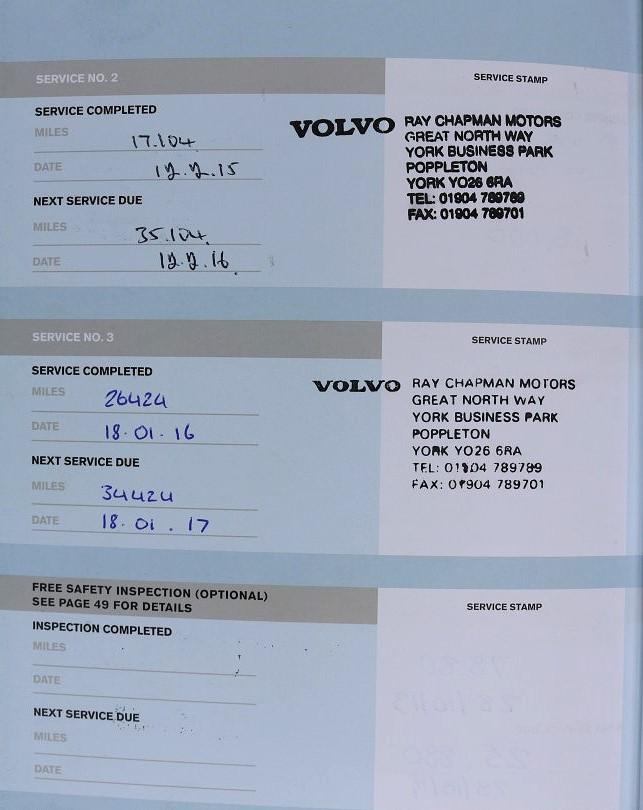 SERVICE NO. 2
SERVICE STAMP
SERVICE COMPLETED
MILES 17.104
DATE 12.2.15
NEXT SERVICE DUE
MILES 35.104
DATE 12.2.16
VOLVO RAY CHAPMAN MOTORS
GREAT NORTH WAY
YORK BUSINESS PARK
POPPLETON
YORK YO26 6RA
TEL: 01904 789789
FAX: 01904 789701
SERVICE NO. 3
SERVICE STAMP
SERVICE COMPLETED
MILES 26424
DATE 18.01.16
NEXT SERVICE DUE
MILES 34424
DATE 18.01.17
VOLVO RAY CHAPMAN MOTORS
GREAT NORTH WAY
YORK BUSINESS PARK
POPPLETON
YORK YO26 6RA
TEL: 01904 789789
FAX: 01904 789701
FREE SAFETY INSPECTION (OPTIONAL)
SEE PAGE 49 FOR DETAILS
SERVICE STAMP
INSPECTION COMPLETED
MILES
DATE
NEXT SERVICE DUE
MILES
DATE